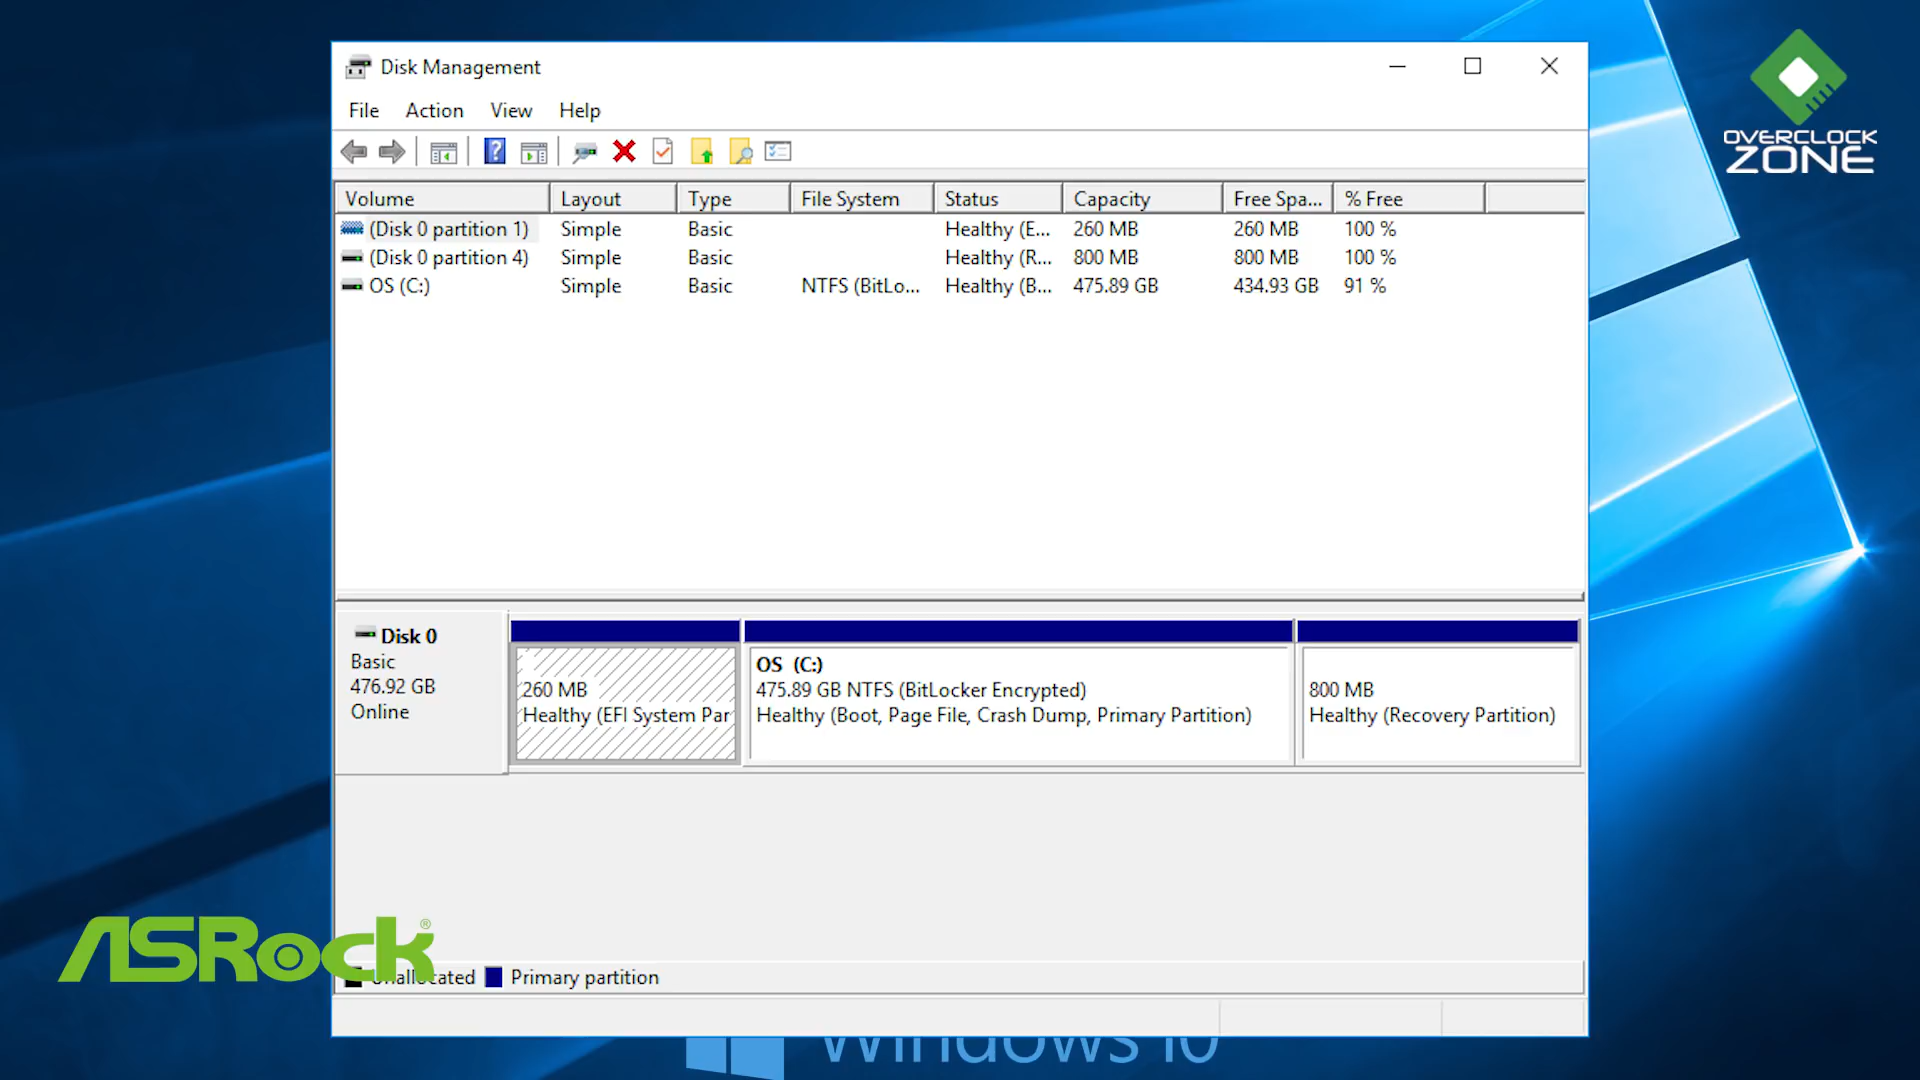 Disk Management
File Action View Help
OVERCLOCK
ZONE
Volume Layout Type File System Status Capacity Free Spa... % Free
(Disk 0 partition 1) Simple Basic Healthy (E... 260 MB 260 MB 100 %
(Disk 0 partition 4) Simple Basic Healthy (R... 800 MB 800 MB 100 %
OS (C:) Simple Basic NTFS (BitLo... Healthy (B... 475.89 GB 434.93 GB 91 %
Disk 0
Basic
476.92 GB
Online
260 MB
Healthy (EFI System Par
OS (C:)
475.89 GB NTFS (BitLocker Encrypted)
Healthy (Boot, Page File, Crash Dump, Primary Partition)
800 MB
Healthy (Recovery Partition)
ASRock®
Unallocated Primary partition
Windows 10